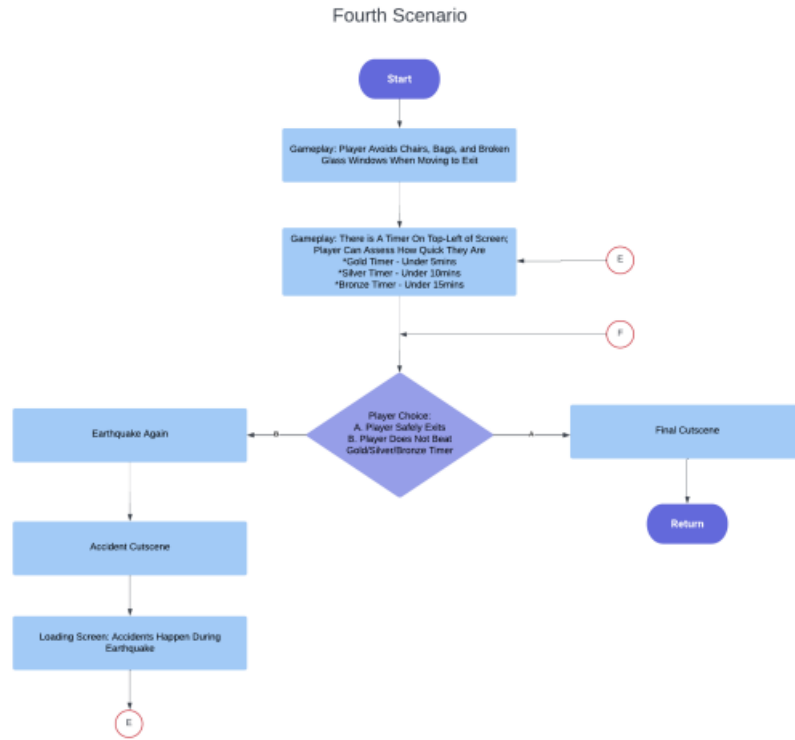 Fourth Scenario
Start
Gameplay: Player Avoids Chairs, Bags, and Broken
Glass Windows When Moving to Exit
Gameplay: There is A Timer On Top-Left of Screen;
Player Can Assess How Quick They Are
*Gold Timer - Under 5mins
*Silver Timer - Under 10mins
*Bronze Timer - Under 15mins
E
F
Player Choice:
A. Player Safely Exits
B. Player Does Not Beat
Gold/Silver/Bronze Timer
B
A
Earthquake Again
Final Cutscene
Return
Accident Cutscene
Loading Screen: Accidents Happen During
Earthquake
E